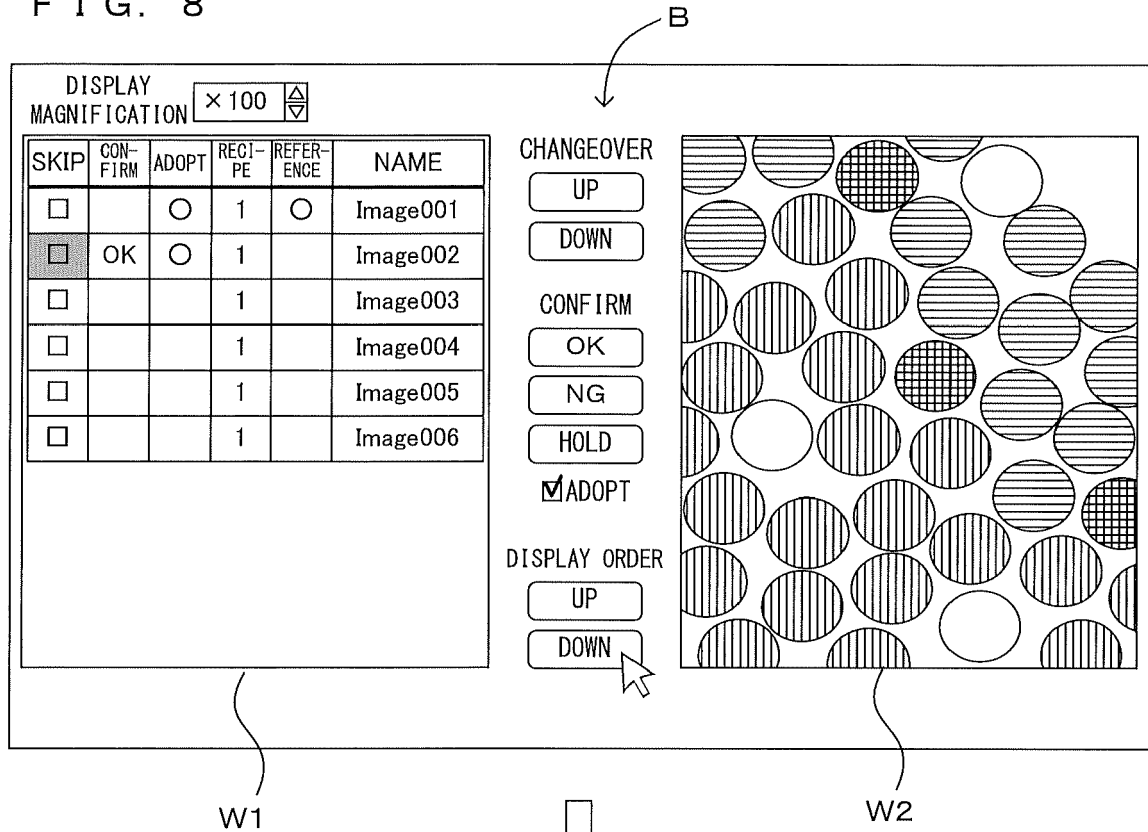 FIG. 8
B
DISPLAY
MAGNIFICATION ×100
SKIP CON-FIRM ADOPT RECI-PE REFER-ENCE NAME
□ ○ 1 ○ Image001
□ OK ○ 1 Image002
□ 1 Image003
□ 1 Image004
□ 1 Image005
□ 1 Image006
CHANGEOVER
UP
DOWN
CONFIRM
OK
NG
HOLD
☑ADOPT
DISPLAY ORDER
UP
DOWN
W1
W2